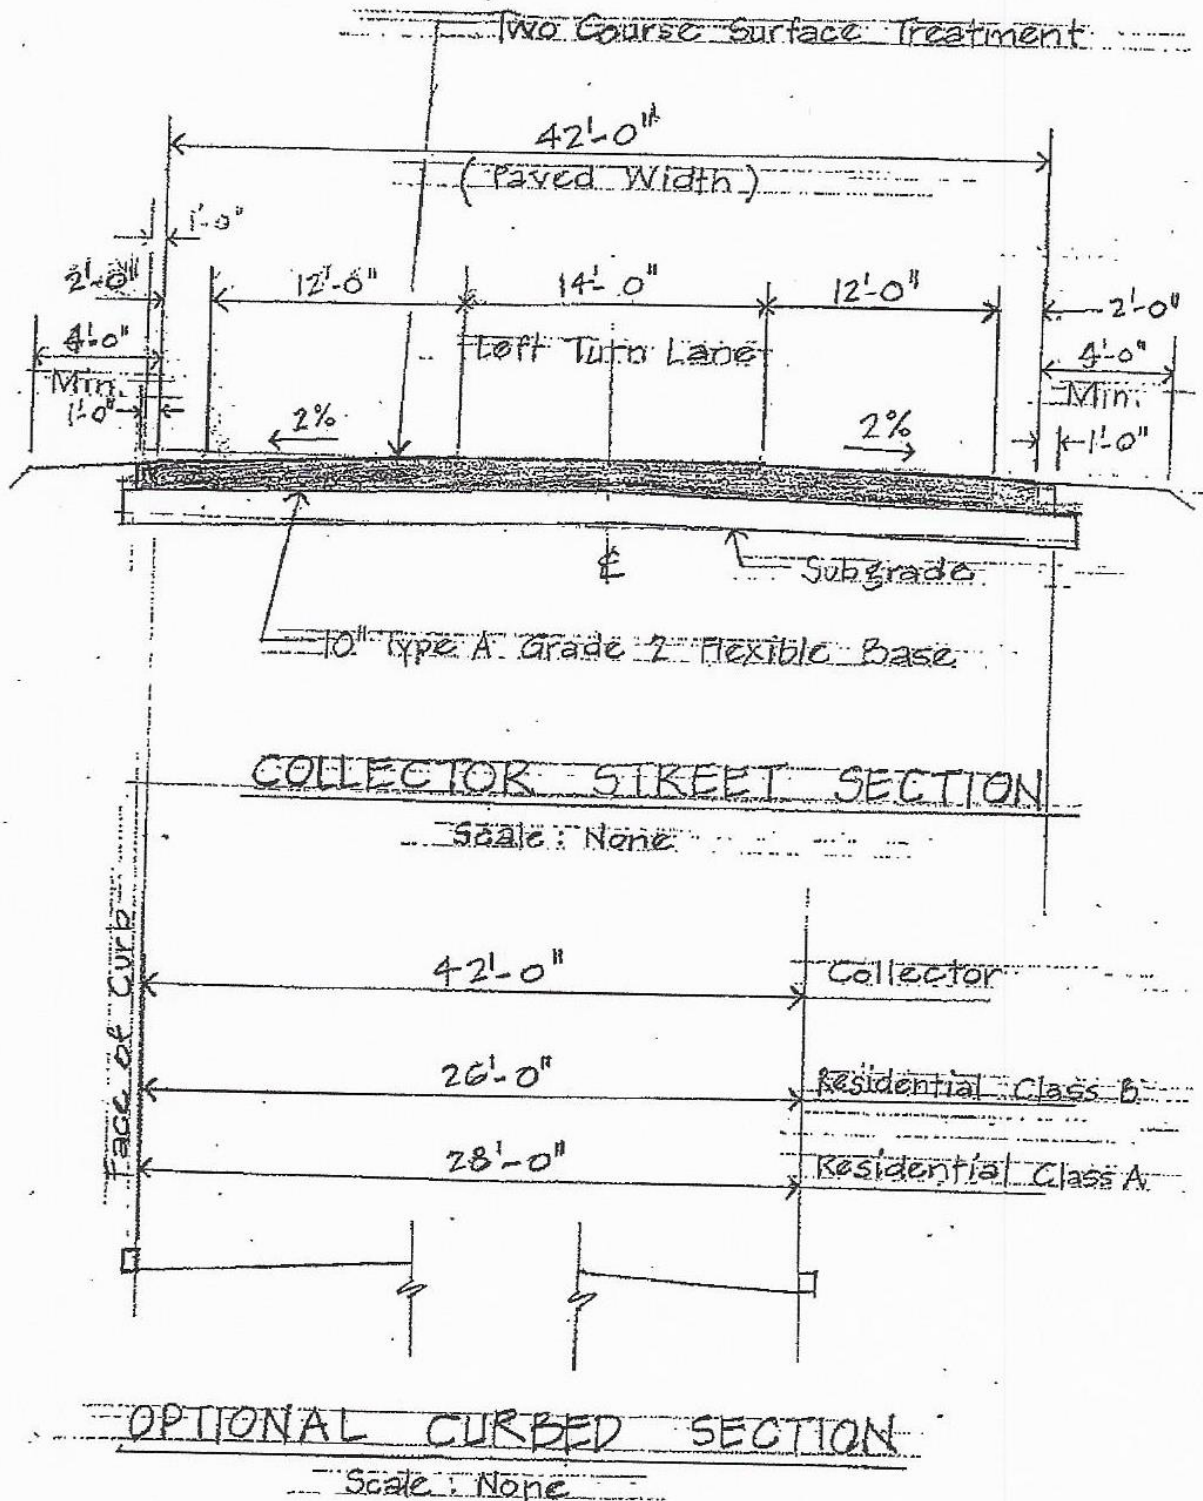 Two Course Surface Treatment
42'-0"
(Paved Width)
1'-0"
2'-0"
12'-0"
14'-0"
12'-0"
2'-0"
4'-0"
Min.
Left Turn Lane
4'-0"
Min.
1'-0"
2%
2%
1'-0"
℄
Subgrade
10" Type A Grade 2 Flexible Base
COLLECTOR STREET SECTION
Scale: None
Face of Curb
42'-0"
Collector
26'-0"
Residential Class B
28'-0"
Residential Class A
OPTIONAL CURBED SECTION
Scale: None